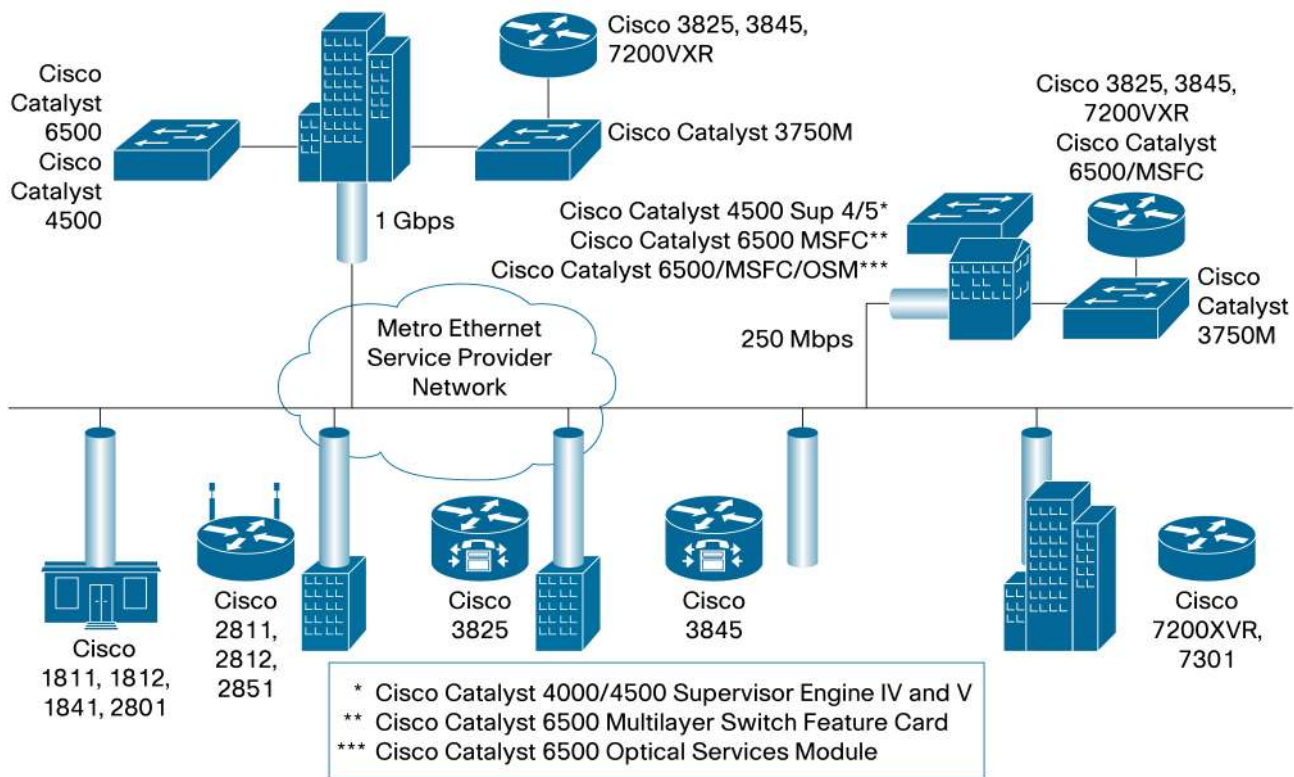 Cisco 3825, 3845,
7200VXR
Cisco
Catalyst
6500
Cisco
Catalyst
4500
Cisco Catalyst 3750M
1 Gbps
Cisco 3825, 3845,
7200VXR
Cisco Catalyst
6500/MSFC
Cisco Catalyst 4500 Sup 4/5*
Cisco Catalyst 6500 MSFC**
Cisco Catalyst 6500/MSFC/OSM***
Cisco
Catalyst
3750M
250 Mbps
Metro Ethernet
Service Provider
Network
Cisco
1811, 1812,
1841, 2801
Cisco
2811,
2812,
2851
Cisco
3825
Cisco
3845
Cisco
7200XVR,
7301
* Cisco Catalyst 4000/4500 Supervisor Engine IV and V
** Cisco Catalyst 6500 Multilayer Switch Feature Card
*** Cisco Catalyst 6500 Optical Services Module